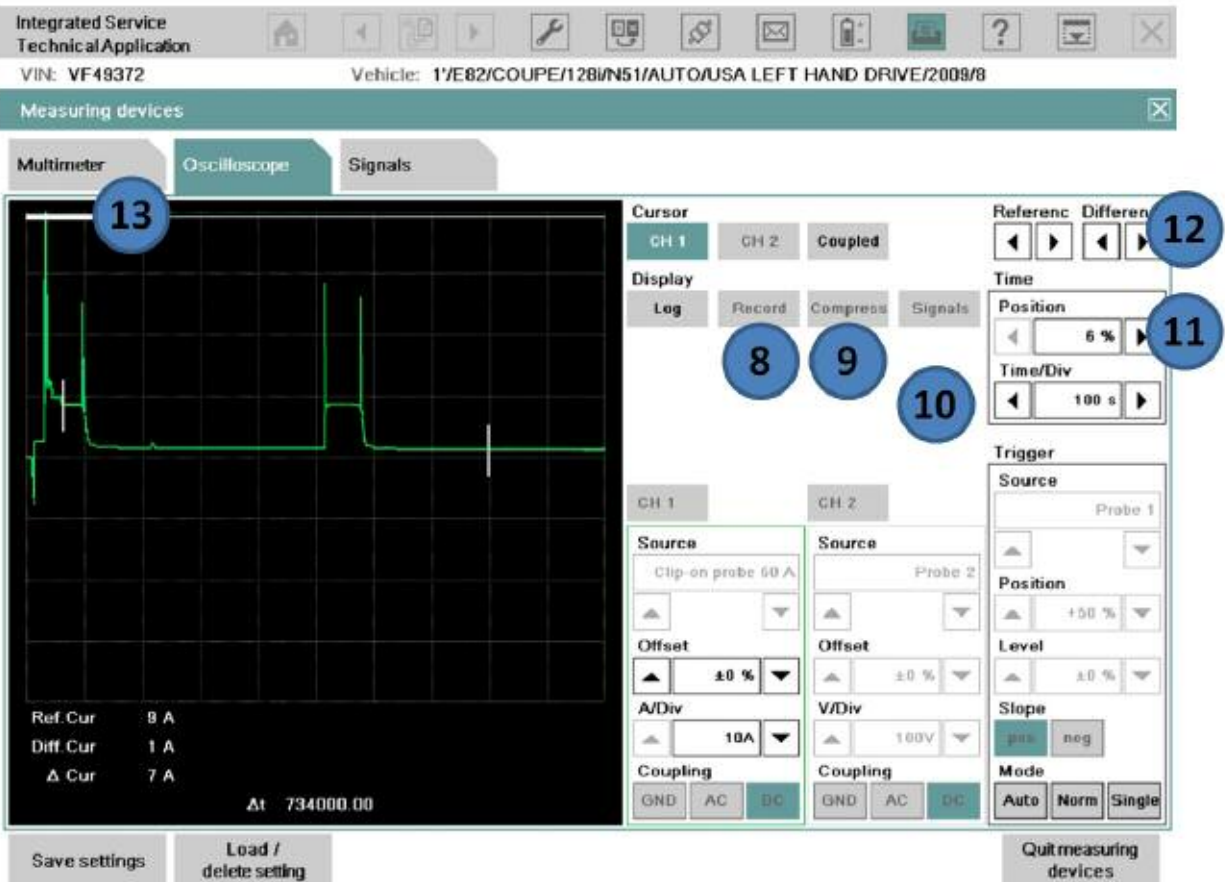 Integrated Service
Technical Application
VIN: VF49372 Vehicle: 1'/E82/COUPE/128i/N51/AUTO/USA LEFT HAND DRIVE/2009/8
Measuring devices
Multimeter Oscilloscope Signals
13
Cursor
CH 1 CH 2 Coupled
Referenc Differen
12
Display
Log Record Compress Signals
8 9 10
Time
Position
6 %
11
Time/Div
100 s
Trigger
Source
Probe 1
Position
+50 %
Level
±0 %
Slope
pos neg
Mode
Auto Norm Single
CH 1
Source
Clip-on probe 60 A
Offset
±0 %
A/Div
10A
Coupling
GND AC DC
CH 2
Source
Probe 2
Offset
±0 %
V/Div
100V
Coupling
GND AC DC
Ref.Cur 9 A
Diff.Cur 1 A
Δ Cur 7 A
Δt 734000.00
Save settings
Load /
delete setting
Quit measuring
devices